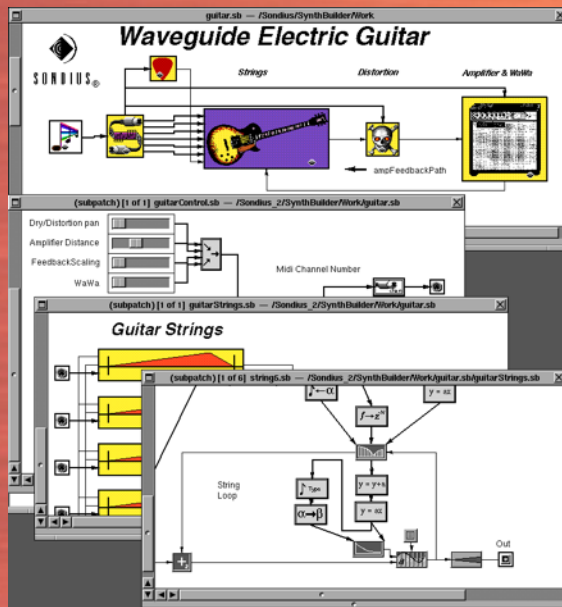 guitar.sb — /Sondius/SynthBuilder/Work
Waveguide Electric Guitar
SONDIUS®
Strings
Distortion
Amplifier & WaWa
ampFeedbackPath
(subpatch) [1 of 1] guitarControl.sb — /Sondius_2/SynthBuilder/Work/guitar.sb
Dry/Distortion pan
Amplifier Distance
FeedbackScaling
WaWa
Midi Channel Number
(subpatch) [1 of 1] guitarStrings.sb — /Sondius_2/SynthBuilder/Work/guitar.sb
Guitar Strings
(subpatch) [1 of 6] string6.sb — /Sondius_2/SynthBuilder/Work/guitar.sb/guitarStrings.sb
♪←α
y = ax
f→z⁻ᴺ
String
Loop
♪ Type
y = y+a
α→β
y = ax
Out